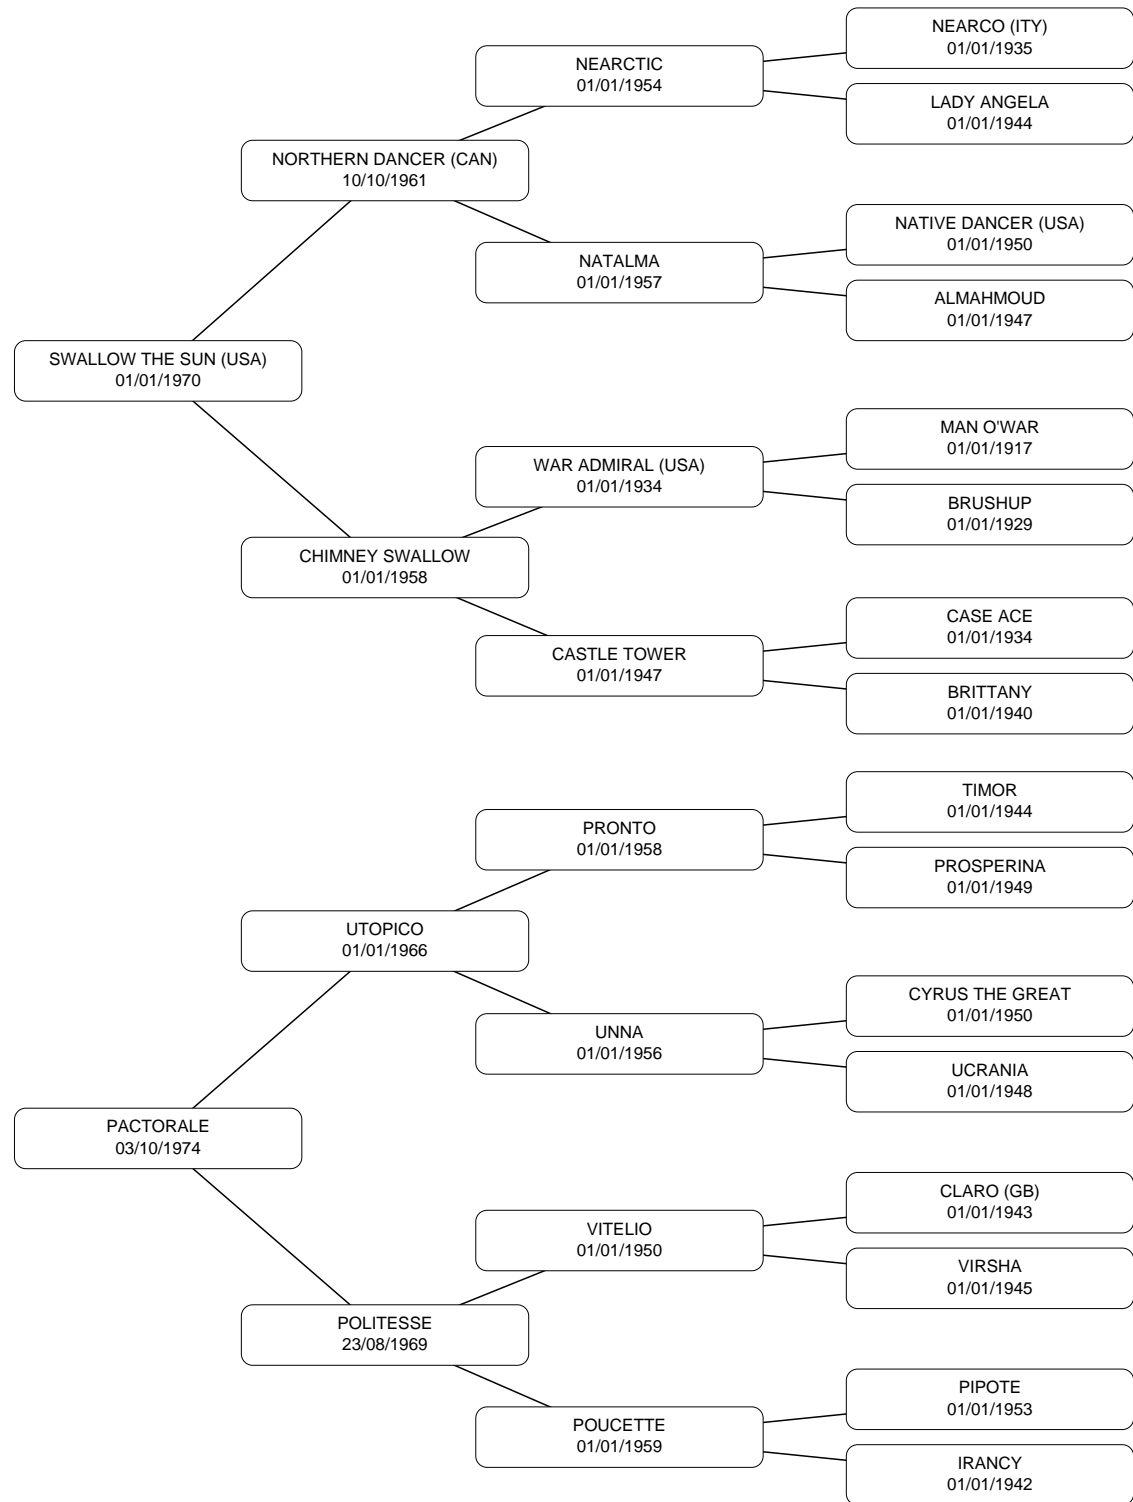 NEARCO (ITY)
01/01/1935
NEARCTIC
01/01/1954
LADY ANGELA
01/01/1944
NORTHERN DANCER (CAN)
10/10/1961
NATIVE DANCER (USA)
01/01/1950
NATALMA
01/01/1957
ALMAHMOUD
01/01/1947
SWALLOW THE SUN (USA)
01/01/1970
MAN O'WAR
01/01/1917
WAR ADMIRAL (USA)
01/01/1934
BRUSHUP
01/01/1929
CHIMNEY SWALLOW
01/01/1958
CASE ACE
01/01/1934
CASTLE TOWER
01/01/1947
BRITTANY
01/01/1940
TIMOR
01/01/1944
PRONTO
01/01/1958
PROSPERINA
01/01/1949
UTOPICO
01/01/1966
CYRUS THE GREAT
01/01/1950
UNNA
01/01/1956
UCRANIA
01/01/1948
PACTORALE
03/10/1974
CLARO (GB)
01/01/1943
VITELIO
01/01/1950
VIRSHA
01/01/1945
POLITESSE
23/08/1969
PIPOTE
01/01/1953
POUCETTE
01/01/1959
IRANCY
01/01/1942